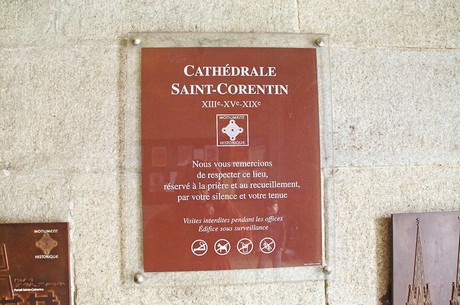 CATHÉDRALE
SAINT-CORENTIN
XIIIe-XVe-XIXe
MONUMENT
HISTORIQUE
Nous vous remercions
de respecter ce lieu,
réservé à la prière et au recueillement,
par votre silence et votre tenue
Visites interdites pendant les offices
Édifice sous surveillance
MONUMENT
HISTORIQUE